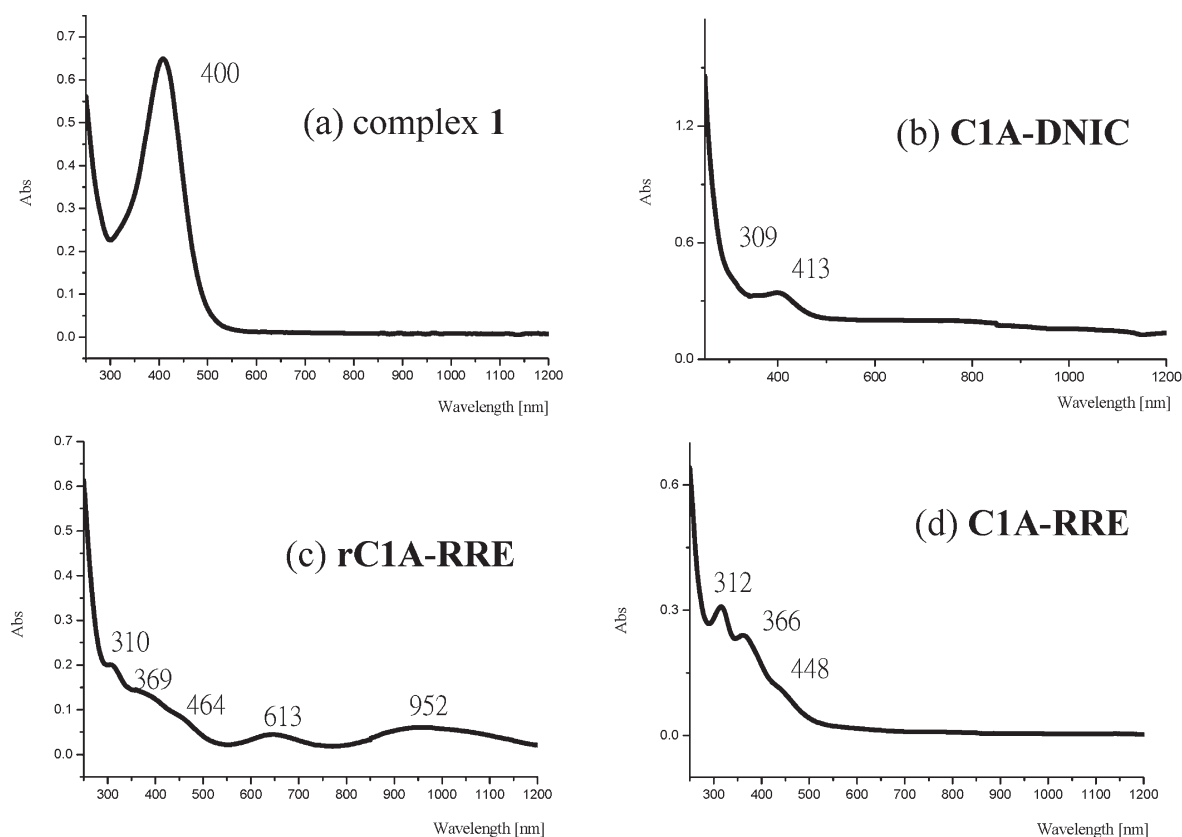 0.7
0.6
0.5
0.4
0.3
0.2
0.1
0.0
Abs
400
(a) complex 1
300 400 500 600 700 800 900 1000 1100 1200
Wavelength [nm]
1.2
0.6
0.0
Abs
309
413
(b) C1A-DNIC
400 600 800 1000 1200
Wavelength [nm]
0.7
0.6
0.5
0.4
0.3
0.2
0.1
0.0
Abs
(c) rC1A-RRE
310
369
464
613
952
300 400 500 600 700 800 900 1000 1100 1200
Wavelength [nm]
0.6
0.3
0.0
Abs
(d) C1A-RRE
312
366
448
300 400 500 600 700 800 900 1000 1100 1200
Wavelength [nm]